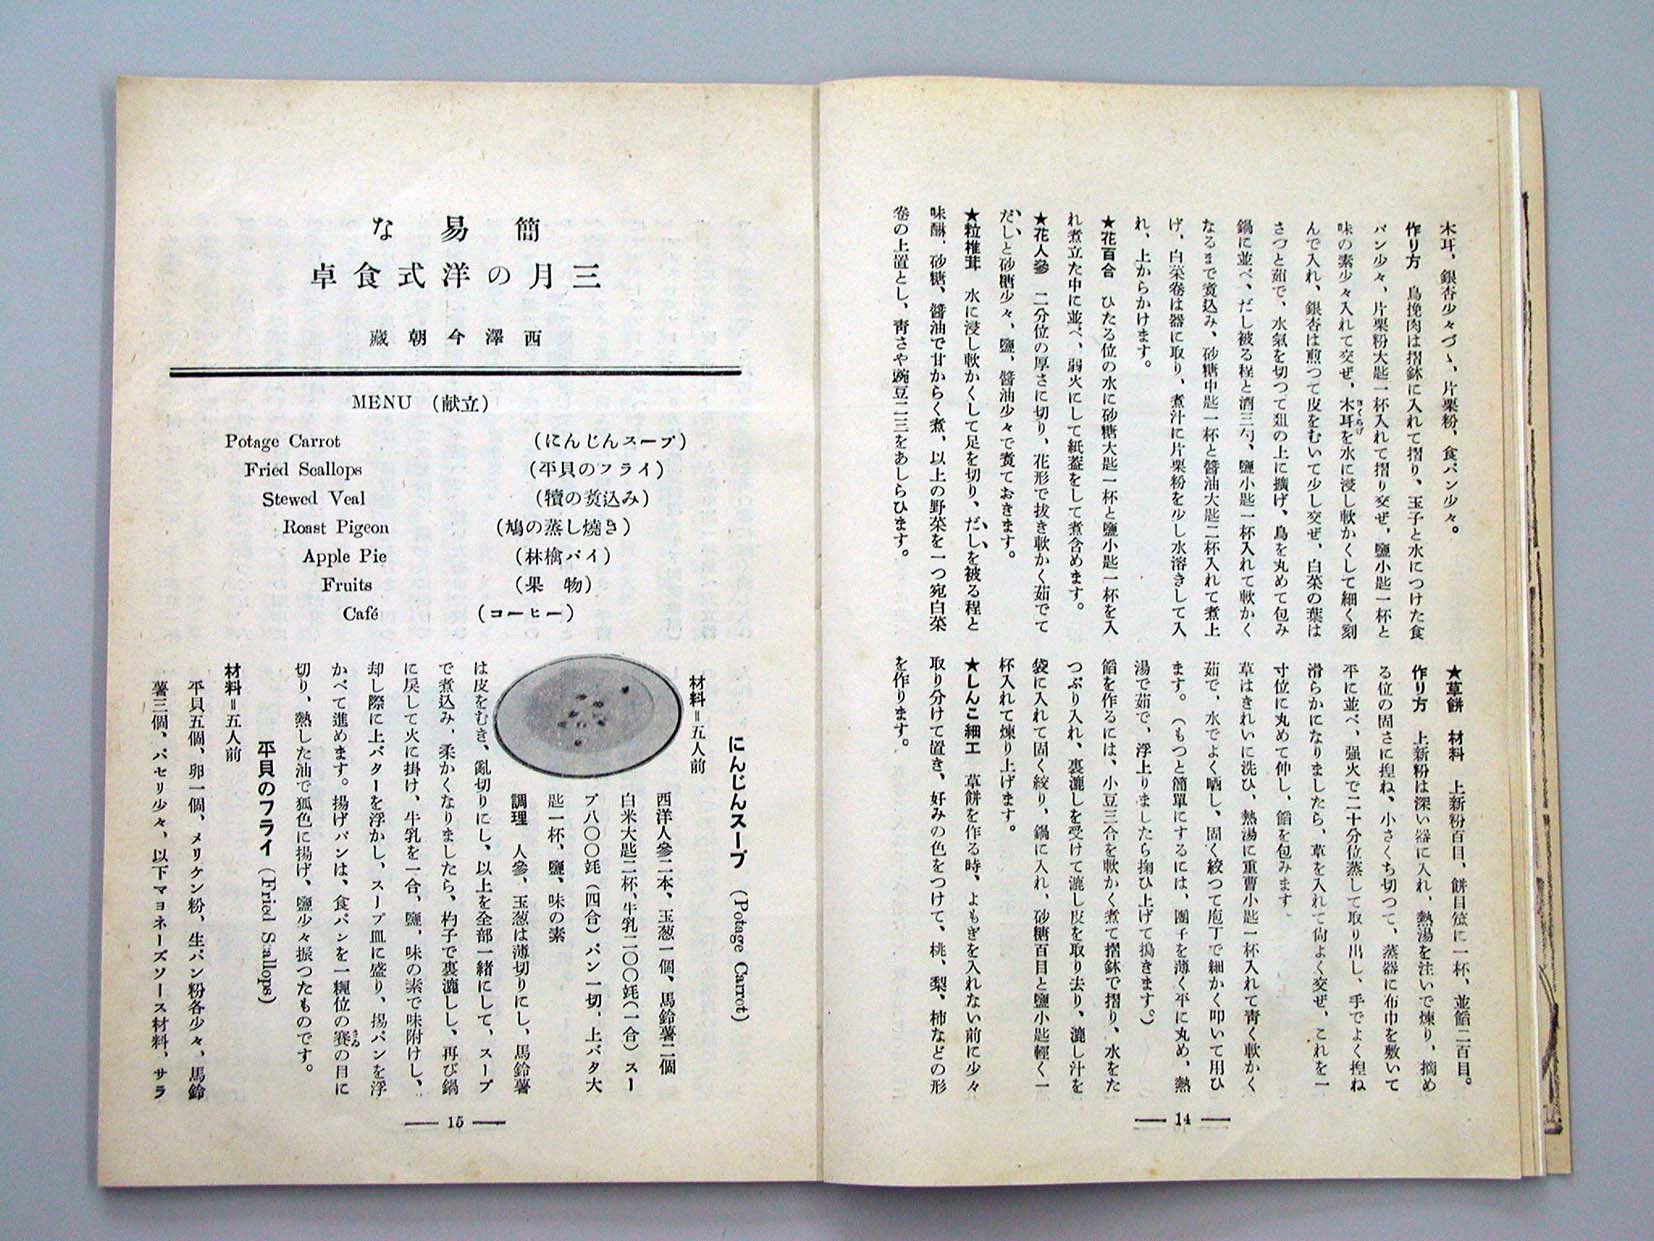 木耳、銀杏少々づゝ、片栗粉、食パン少々。
作り方　鳥挽肉は摺鉢に入れて摺り、玉子と水につけた食
パン少々、片栗粉大匙一杯入れて摺り交ぜ、鹽小匙一杯と
味の素少々入れて交ぜ、木耳を水に浸し軟かくして細く刻
んで入れ、銀杏は煎つて皮をむいて少し交ぜ、白菜の葉は
さつと茹で、水氣を切つて俎の上に擴げ、鳥を丸めて包み
鍋に並べ、だし被る程と酒三勺、鹽小匙一杯入れて軟かく
なるまで煮込み、砂糖中匙一杯と醬油大匙二杯入れて煮上
げ、白菜卷は器に取り、煮汁に片栗粉を少し水溶きして入
れ、上からかけます。
★花百合　ひたる位の水に砂糖大匙一杯と鹽小匙一杯を入
れ煮立た中に並べ、弱火にして紙蓋をして煮含めます。
★花人參　二分位の厚さに切り、花形で拔き軟かく茹でて
だしと砂糖少々、鹽、醬油少々で煮ておきます。
★粒椎茸　水に浸し軟かくして足を切り、だしを被る程と
味醂、砂糖、醬油で甘からく煮、以上の野菜を一つ宛白菜
卷の上置とし、靑さや豌豆二三をあしらひます。
★草餠　材料　上新粉百目、餠目笊に一杯、並餡二百目。
作り方　上新粉は深い器に入れ、熱湯を注いで煉り、摘め
る位の固さに捏ね、小さくち切つて、蒸器に布巾を敷いて
平に並べ、强火で二十分位蒸して取り出し、手でよく捏ね
滑らかになりましたら、草を入れて尙よく交ぜ、これを一
寸位に丸めて伸し、餡を包みます
草はきれいに洗ひ、熱湯に重曹小匙一杯入れて靑く軟かく
茹で、水でよく晒し、固く絞つて庖丁で細かく叩いて用ひ
ます。（もつと簡單にするには、團子を薄く平に丸め、熱
湯で茹で、浮上りましたら掬ひ上げて搗きます。）
餡を作るには、小豆三合を軟かく煮て摺鉢で摺り、水をた
つぷり入れ、裏漉しを受けて漉し皮を取り去り、漉し汁を
袋に入れて固く絞り、鍋に入れ、砂糖百目と鹽小匙輕く一
杯入れて煉り上げます。
★しんこ細工　草餠を作る時、よもぎを入れない前に少々
取り分けて置き、好みの色をつけて、桃、梨、柿などの形
を作ります。
― 14 ―
簡易な
三月の洋式食卓
西澤今朝藏
MENU （献立）
Potage Carrot （にんじんスープ）
Fried Scallops （平貝のフライ）
Stewed Veal （犢の煮込み）
Roast Pigeon （鳩の蒸し燒き）
Apple Pie （林檎パイ）
Fruits （果　物）
Café （コーヒー）
にんじんスープ (Potage Carrot)
材料＝五人前
西洋人參二本、玉葱一個、馬鈴薯二個
白米大匙二杯、牛乳二〇〇竓（一合）スー
プ八〇〇竓（四合）パン一切、上バタ大
匙一杯、鹽、味の素
調理　人參、玉葱は薄切りにし、馬鈴薯
は皮をむき、亂切りにし、以上を全部一緖にして、スープ
で煮込み、柔かくなりましたら、杓子で裏漉しし、再び鍋
に戾して火に掛け、牛乳を一合、鹽、味の素で味附けし、
却し際に上バターを浮かし、スープ皿に盛り、揚パンを浮
かべて進めます。揚げパンは、食パンを一糎位の賽の目に
切り、熱した油で狐色に揚げ、鹽少々振つたものです。
平貝のフライ (Fried Scallops)
材料＝五人前
平貝五個、卵一個、メリケン粉、生パン粉各少々、馬鈴
薯三個、パセリ少々、以下マヨネーズソース材料、サラ
― 15 ―